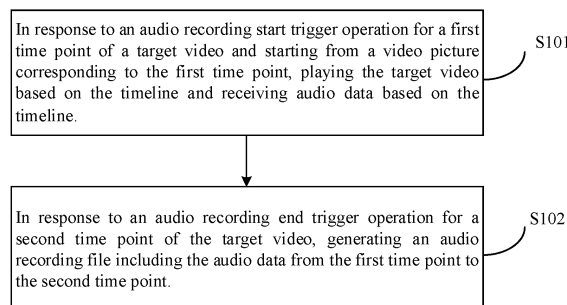 In response to an audio recording start trigger operation for a first
time point of a target video and starting from a video picture
corresponding to the first time point, playing the target video
based on the timeline and receiving audio data based on the
timeline.
S101
In response to an audio recording end trigger operation for a
second time point of the target video, generating an audio
recording file including the audio data from the first time point to
the second time point.
S102